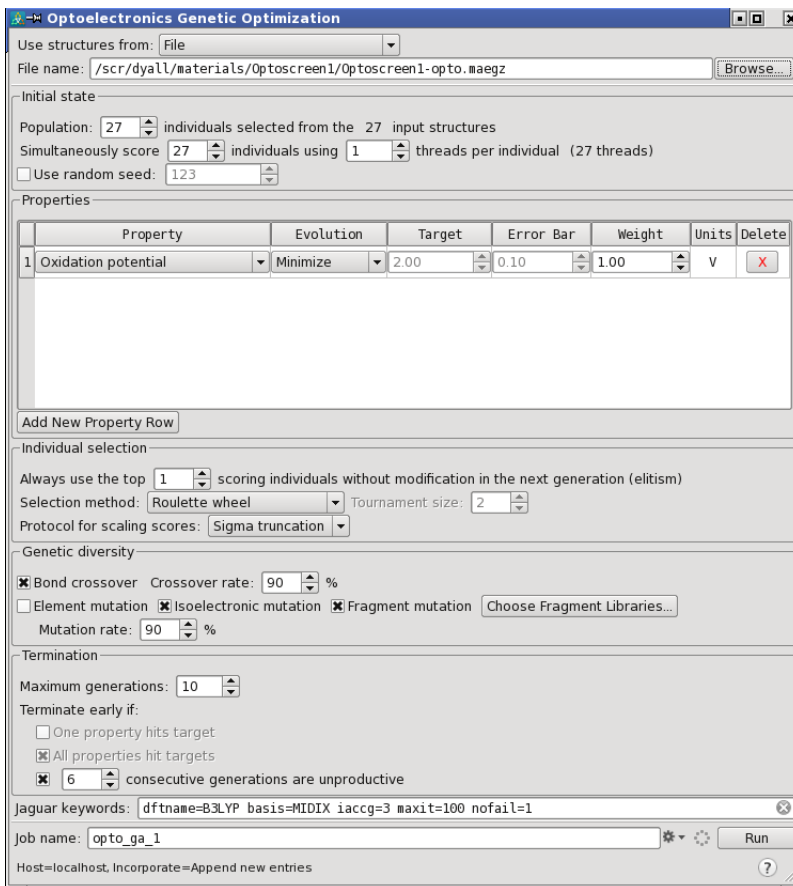 Optoelectronics Genetic Optimization
Use structures from: File
File name: /scr/dyall/materials/Optoscreen1/Optoscreen1-opto.maegz Browse...
Initial state
Population: 27 individuals selected from the 27 input structures
Simultaneously score 27 individuals using 1 threads per individual (27 threads)
Use random seed: 123
Properties
Property Evolution Target Error Bar Weight Units Delete
1 Oxidation potential Minimize 2.00 0.10 1.00 V X
Add New Property Row
Individual selection
Always use the top 1 scoring individuals without modification in the next generation (elitism)
Selection method: Roulette wheel Tournament size: 2
Protocol for scaling scores: Sigma truncation
Genetic diversity
Bond crossover Crossover rate: 90 %
Element mutation Isoelectronic mutation Fragment mutation Choose Fragment Libraries...
Mutation rate: 90 %
Termination
Maximum generations: 10
Terminate early if:
One property hits target
All properties hit targets
6 consecutive generations are unproductive
Jaguar keywords: dftname=B3LYP basis=MIDIX iaccg=3 maxit=100 nofail=1
Job name: opto_ga_1 Run
Host=localhost, Incorporate=Append new entries ?